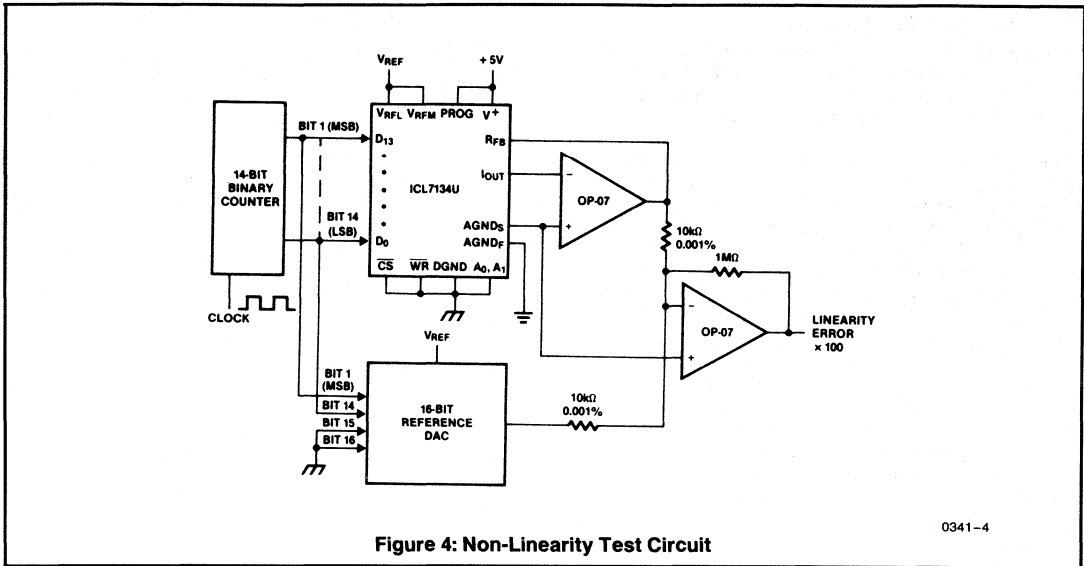 VREF
+ 5V
VRFL VRFM PROG V+
BIT 1 (MSB)
D13
RFB
14-BIT
BINARY
COUNTER
ICL7134U
IOUT
−
OP-07
+
BIT 14
(LSB)
D0
AGNDS
AGNDF
10kΩ
0.001%
1MΩ
CS WR DGND A0, A1
CLOCK
−
OP-07
+
LINEARITY
ERROR
× 100
VREF
BIT 1
(MSB)
BIT 14
BIT 15
BIT 16
16-BIT
REFERENCE
DAC
10kΩ
0.001%
0341–4
Figure 4: Non-Linearity Test Circuit